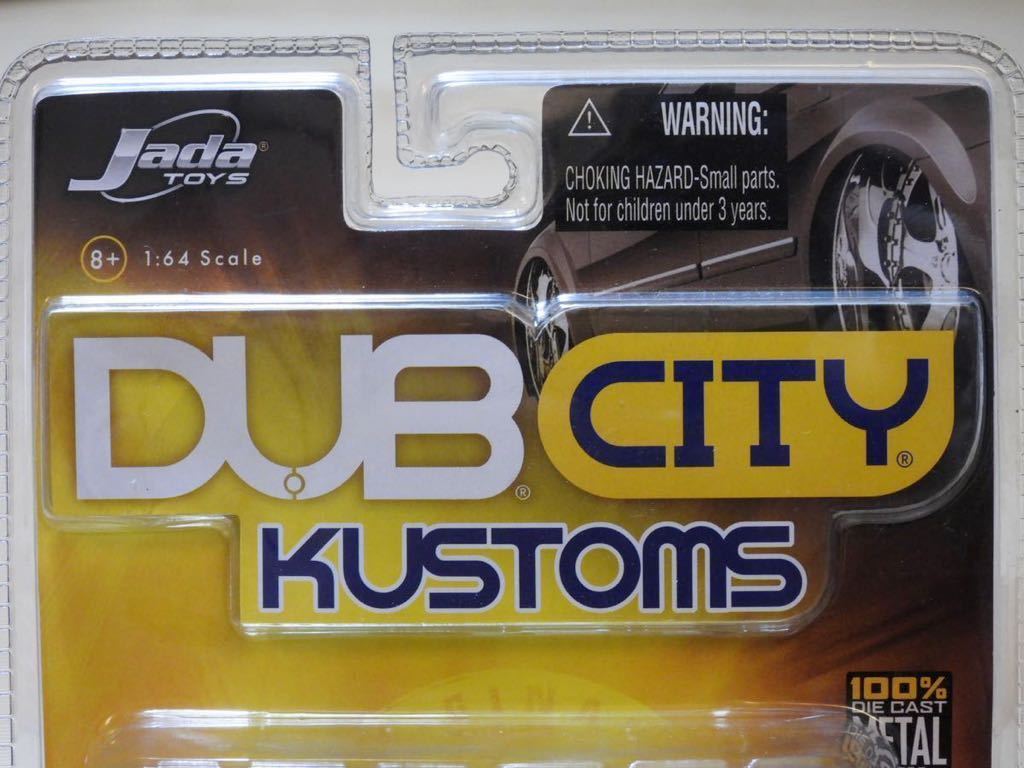 Jada®
TOYS
8+ 1:64 Scale
WARNING:
CHOKING HAZARD-Small parts.
Not for children under 3 years.
DUB® CITY®
KUSTOMS
100%
DIE CAST
METAL